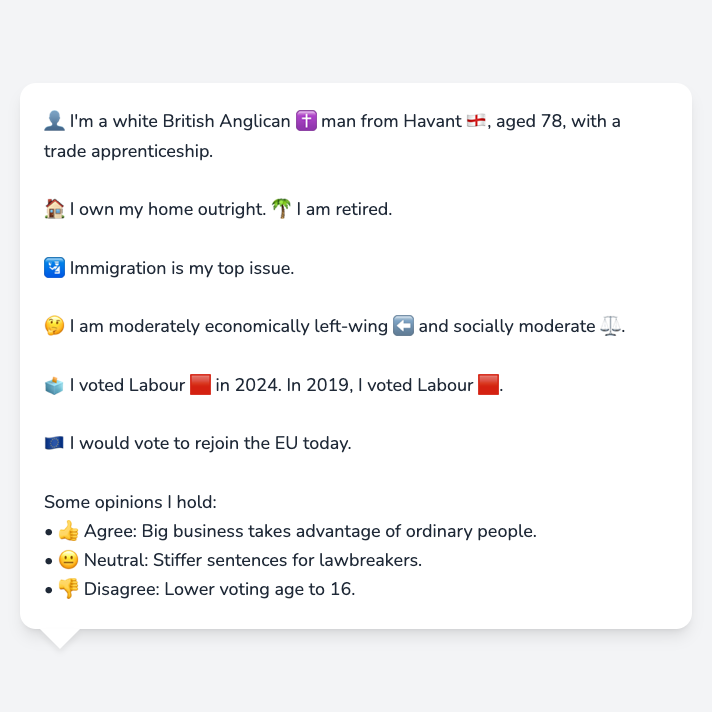 👤 I'm a white British Anglican ✝️ man from Havant 🏴󠁧󠁢󠁥󠁮󠁧󠁿, aged 78, with a
trade apprenticeship.
🏠 I own my home outright. 🌴 I am retired.
🛂 Immigration is my top issue.
🤔 I am moderately economically left-wing ⬅️ and socially moderate ⚖️.
🗳️ I voted Labour 🟥 in 2024. In 2019, I voted Labour 🟥.
🇪🇺 I would vote to rejoin the EU today.
Some opinions I hold:
• 👍 Agree: Big business takes advantage of ordinary people.
• 😐 Neutral: Stiffer sentences for lawbreakers.
• 👎 Disagree: Lower voting age to 16.